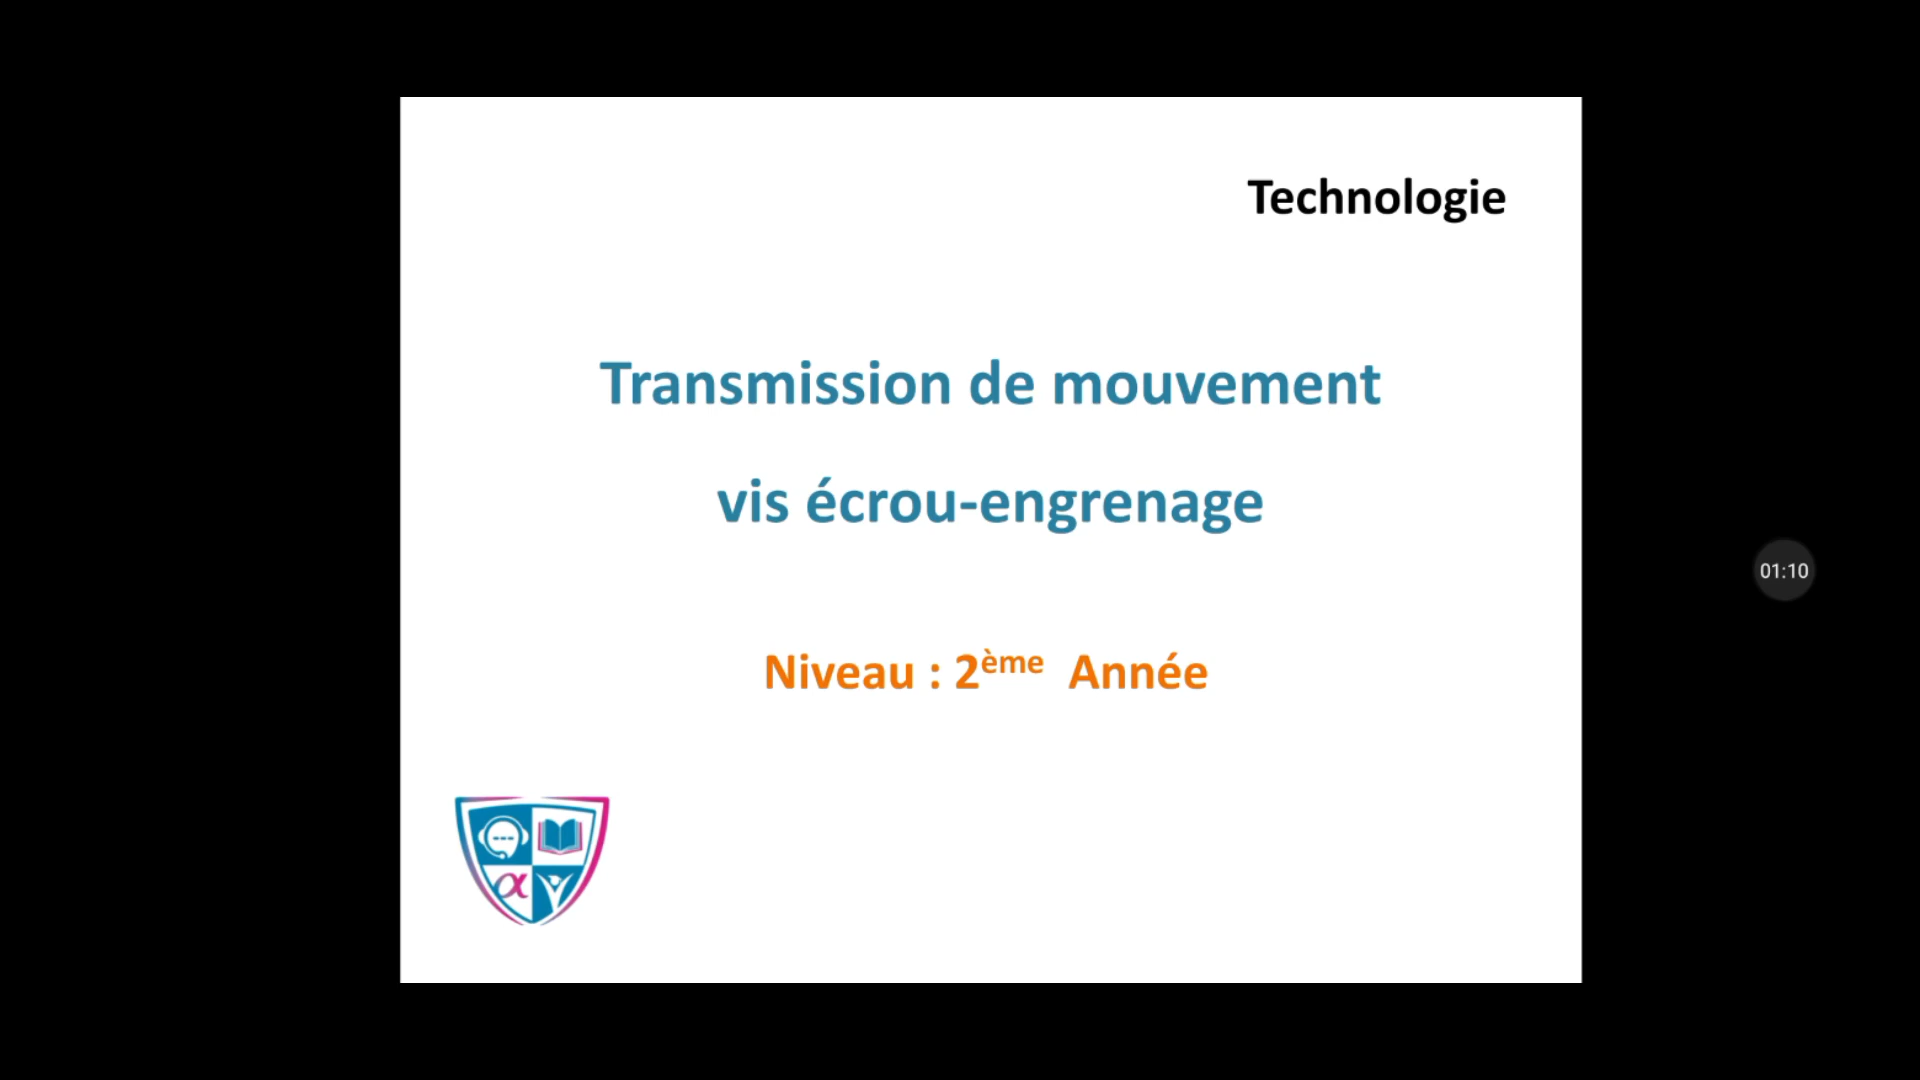 Technologie
Transmission de mouvement
vis écrou-engrenage
Niveau : 2ème Année
01:10